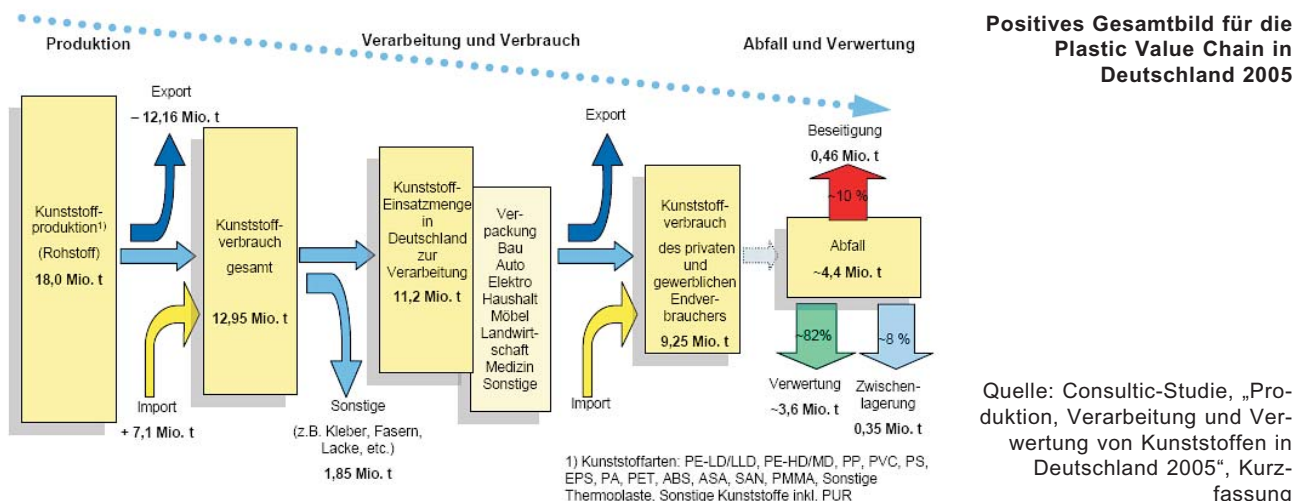 Produktion
Verarbeitung und Verbrauch
Abfall und Verwertung
Positives Gesamtbild für die
Plastic Value Chain in
Deutschland 2005
Kunststoff-
produktion¹⁾
(Rohstoff)
18,0 Mio. t
Export
– 12,16 Mio. t
Import
+ 7,1 Mio. t
Kunststoff-
verbrauch
gesamt
12,95 Mio. t
Sonstige
(z.B. Kleber, Fasern,
Lacke, etc.)
1,85 Mio. t
Kunststoff-
Einsatzmenge
in
Deutschland
zur
Verarbeitung
11,2 Mio. t
Ver-
packung
Bau
Auto
Elektro
Haushalt
Möbel
Landwirt-
schaft
Medizin
Sonstige
Export
Import
Kunststoff-
verbrauch
des privaten
und
gewerblichen
Endver-
brauchers
9,25 Mio. t
Beseitigung
0,46 Mio. t
~10 %
Abfall
~4,4 Mio. t
~82%
~8 %
Verwertung
~3,6 Mio. t
Zwischen-
lagerung
0,35 Mio. t
1) Kunststoffarten: PE-LD/LLD, PE-HD/MD, PP, PVC, PS,
EPS, PA, PET, ABS, ASA, SAN, PMMA, Sonstige
Thermoplaste, Sonstige Kunststoffe inkl. PUR
Quelle: Consultic-Studie, „Pro-
duktion, Verarbeitung und Ver-
wertung von Kunststoffen in
Deutschland 2005“, Kurz-
fassung